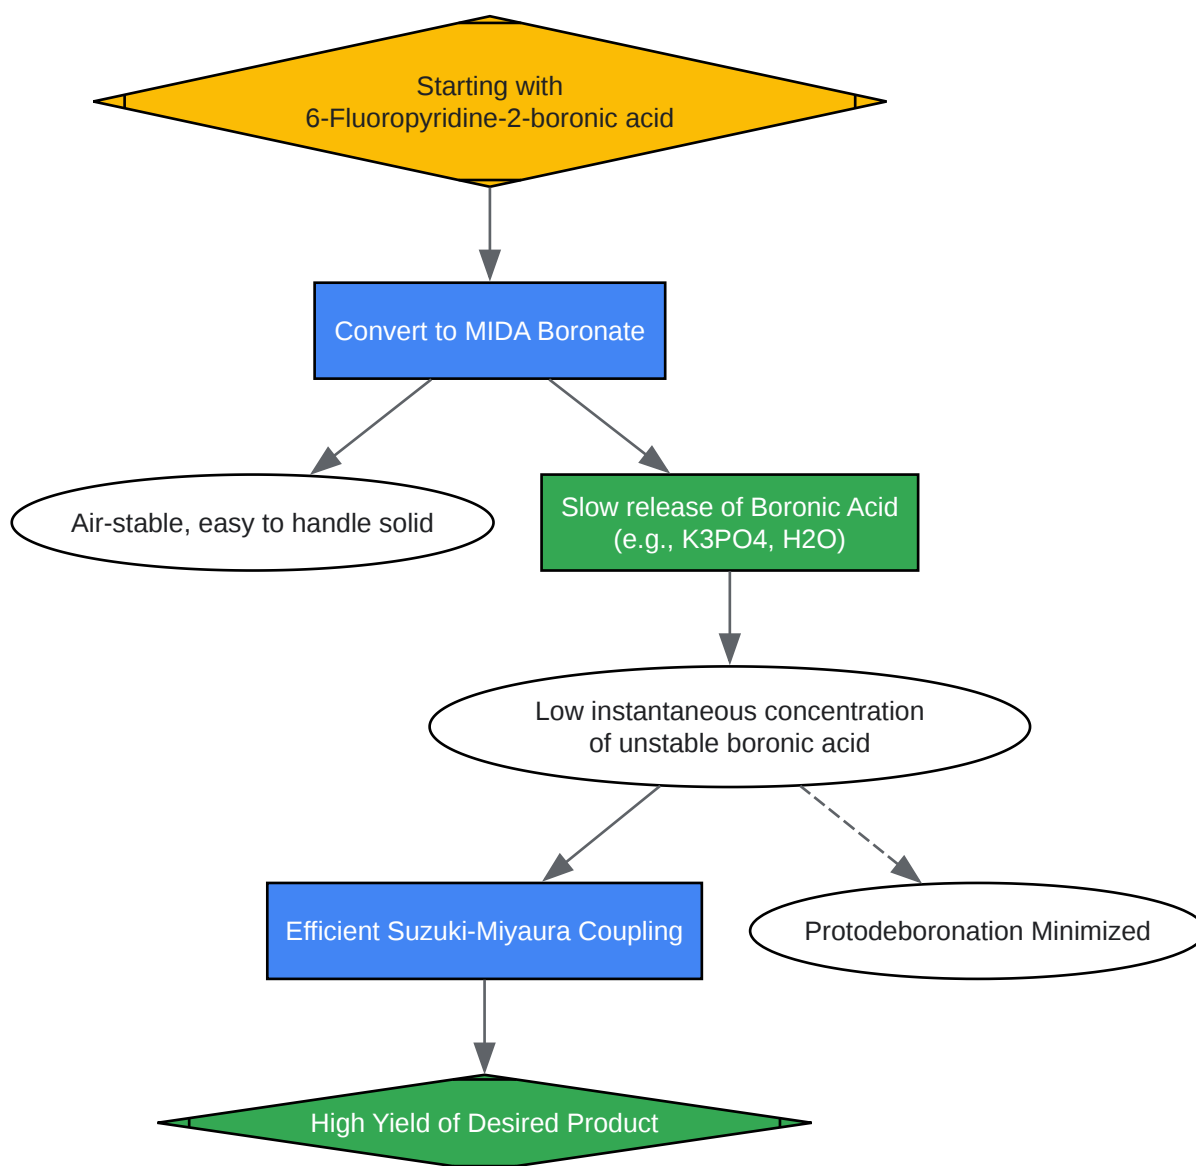 Starting with
6-Fluoropyridine-2-boronic acid
Convert to MIDA Boronate
Air-stable, easy to handle solid
Slow release of Boronic Acid
(e.g., K3PO4, H2O)
Low instantaneous concentration
of unstable boronic acid
Efficient Suzuki-Miyaura Coupling
Protodeboronation Minimized
High Yield of Desired Product